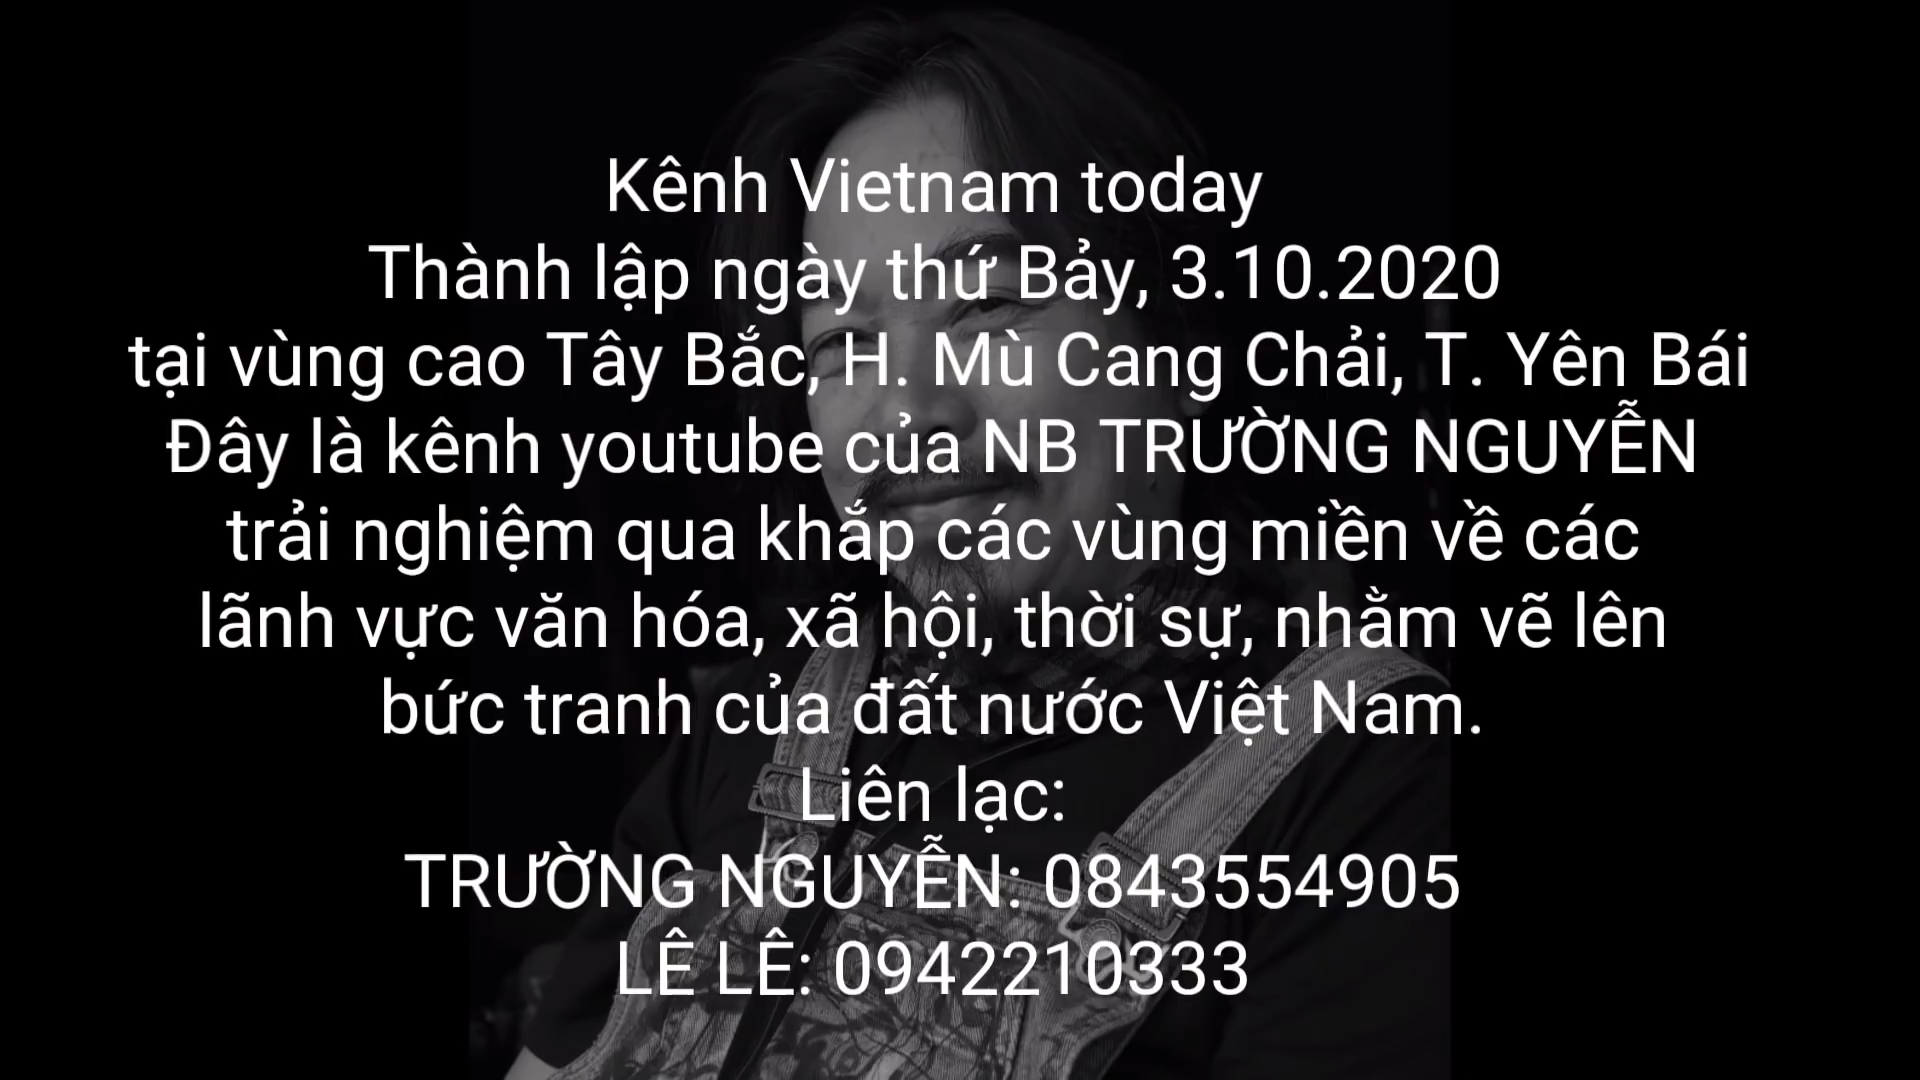 Kênh Vietnam today
Thành lập ngày thứ Bảy, 3.10.2020
tại vùng cao Tây Bắc, H. Mù Cang Chải, T. Yên Bái
Đây là kênh youtube của NB TRƯỜNG NGUYỄN
trải nghiệm qua khắp các vùng miền về các
lãnh vực văn hóa, xã hội, thời sự, nhằm vẽ lên
bức tranh của đất nước Việt Nam.
Liên lạc:
TRƯỜNG NGUYỄN: 0843554905
LÊ LÊ: 0942210333